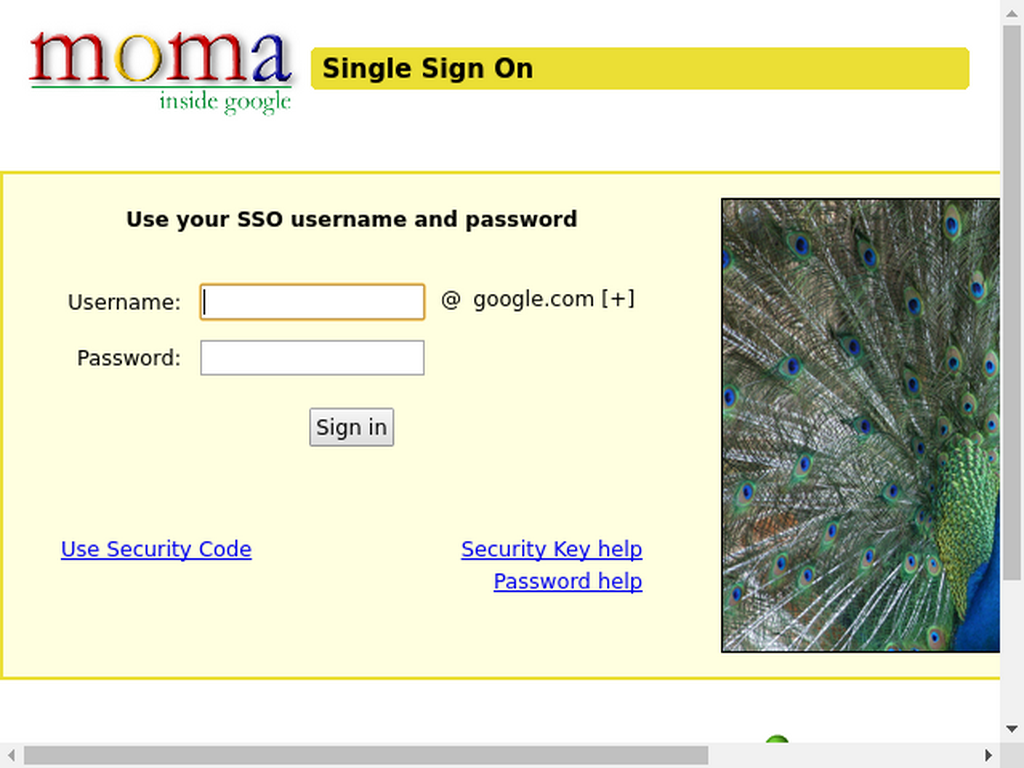 moma
inside google
Single Sign On
Use your SSO username and password
Username: @ google.com [+]
Password:
Sign in
Use Security Code
Security Key help
Password help